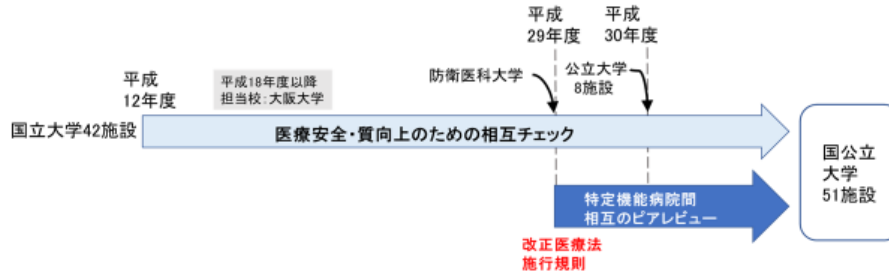 平成
29年度
平成
30年度
平成
12年度
平成18年度以降
担当校：大阪大学
防衛医科大学
公立大学
8施設
国立大学42施設
医療安全・質向上のための相互チェック
国公立
大学
51施設
特定機能病院間
相互のピアレビュー
改正医療法
施行規則